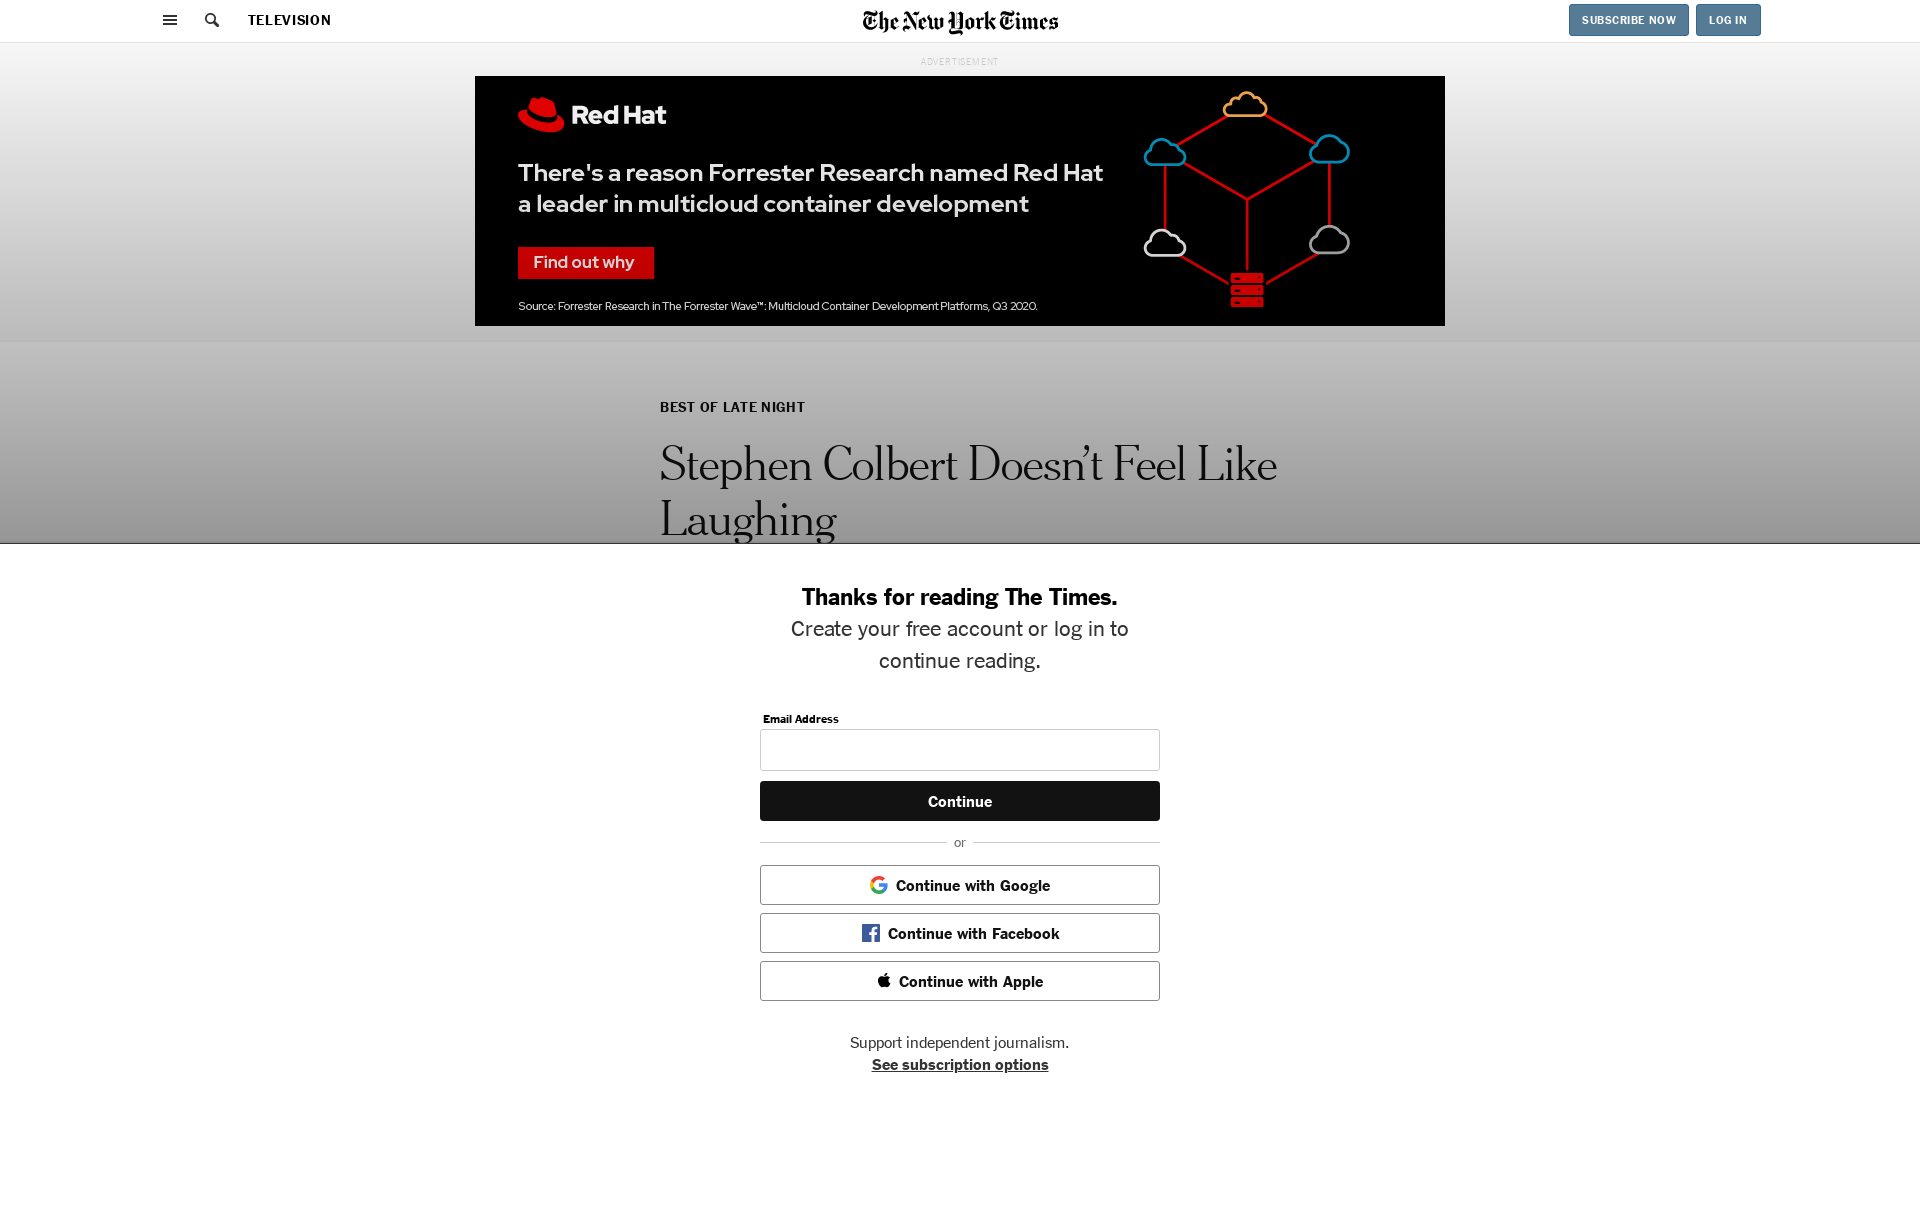 TELEVISION
The New York Times
SUBSCRIBE NOW
LOG IN
ADVERTISEMENT
Red Hat
There's a reason Forrester Research named Red Hat
a leader in multicloud container development
Find out why
Source: Forrester Research in The Forrester Wave™: Multicloud Container Development Platforms, Q3 2020.
BEST OF LATE NIGHT
Stephen Colbert Doesn’t Feel Like
Laughing
Thanks for reading The Times.
Create your free account or log in to
continue reading.
Email Address
Continue
or
Continue with Google
Continue with Facebook
Continue with Apple
Support independent journalism.
See subscription options